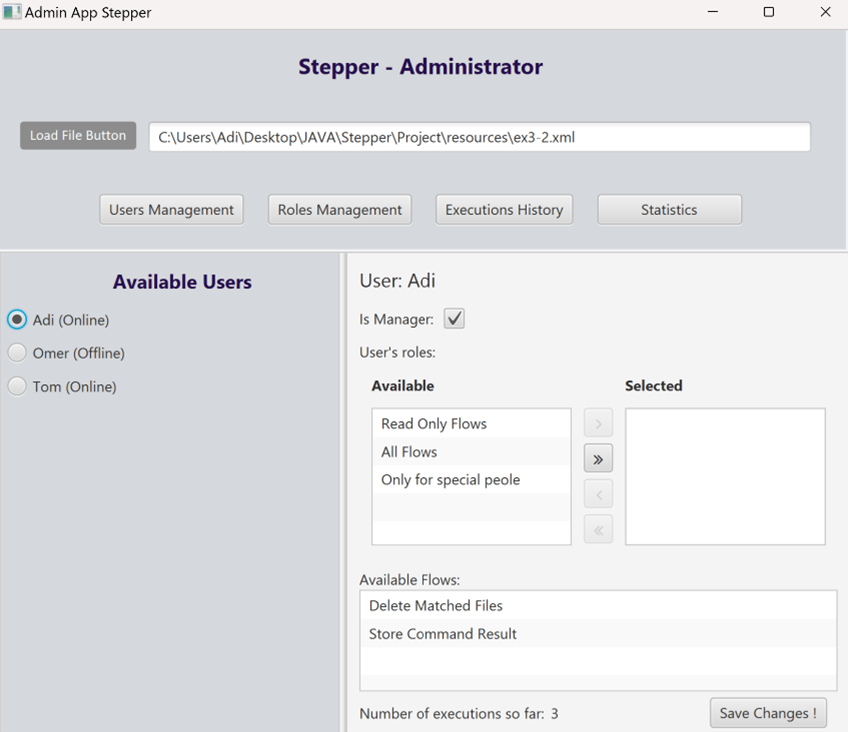 Admin App Stepper
Stepper - Administrator
Load File Button
C:\Users\Adi\Desktop\JAVA\Stepper\Project\resources\ex3-2.xml
Users Management
Roles Management
Executions History
Statistics
Available Users
Adi (Online)
Omer (Offline)
Tom (Online)
User: Adi
Is Manager:
User's roles:
Available
Selected
Read Only Flows
All Flows
Only for special peole
Available Flows:
Delete Matched Files
Store Command Result
Number of executions so far: 3
Save Changes !